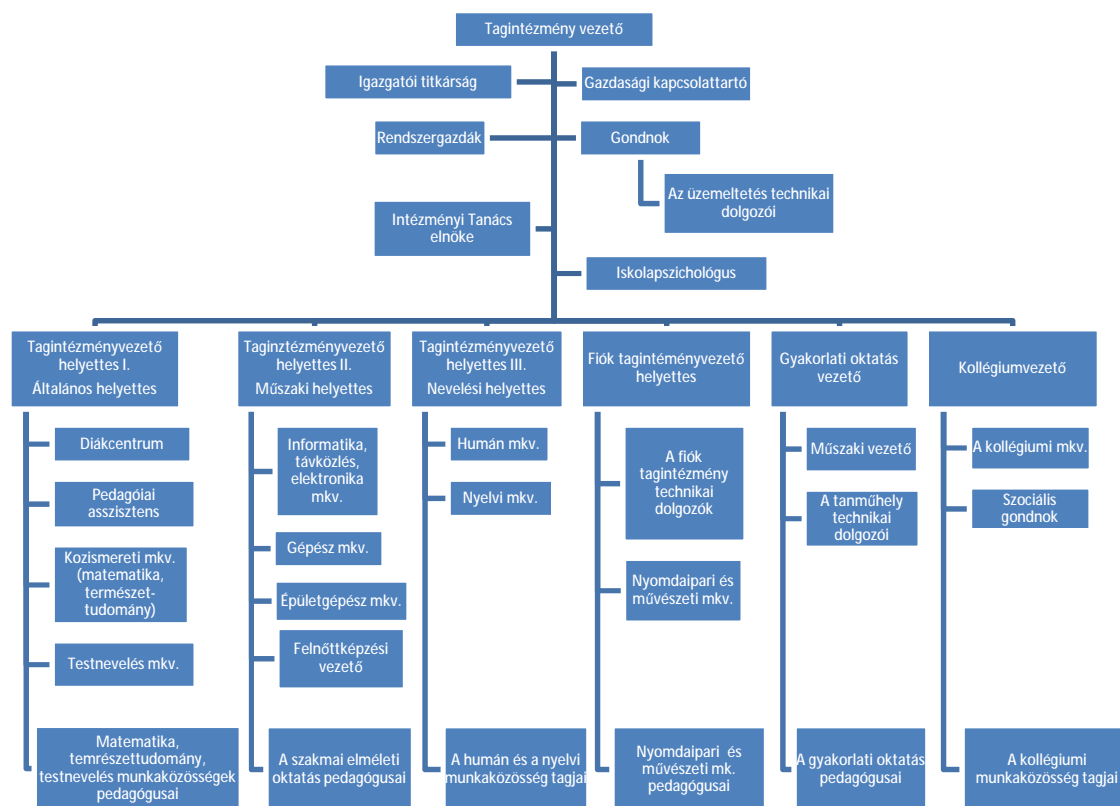 Tagintézmény vezető
Igazgatói titkárság
Gazdasági kapcsolattartó
Rendszergazdák
Gondnok
Az üzemeltetés technikai
dolgozói
Intézményi Tanács
elnöke
Iskolapszichológus
Tagintézményvezető
helyettes I.
Általános helyettes
Taginztézményvezető
helyettes II.
Műszaki helyettes
Tagintézményvezető
helyettes III.
Nevelési helyettes
Fiók tagintéményvezető
helyettes
Gyakorlati oktatás
vezető
Kollégiumvezető
Diákcentrum
Pedagóiai
asszisztens
Kozismereti mkv.
(matematika,
természet-
tudomány)
Testnevelés mkv.
Matematika,
temrészettudomány,
testnevelés munkaközösségek
pedagógusai
Informatika,
távközlés,
elektronika
mkv.
Gépész mkv.
Épületgépész mkv.
Felnőttképzési
vezető
A szakmai elméleti
oktatás pedagógusai
Humán mkv.
Nyelvi mkv.
A humán és a nyelvi
munkaközösség tagjai
A fiók
tagintézmény
technikai
dolgozók
Nyomdaipari és
művészeti mkv.
Nyomdaipari és
művészeti mk.
pedagógusai
Műszaki vezető
A tanműhely
technikai
dolgozói
A gyakorlati oktatás
pedagógusai
A kollégiumi mkv.
Szociális
gondnok
A kollégiumi
munkaközösség tagjai